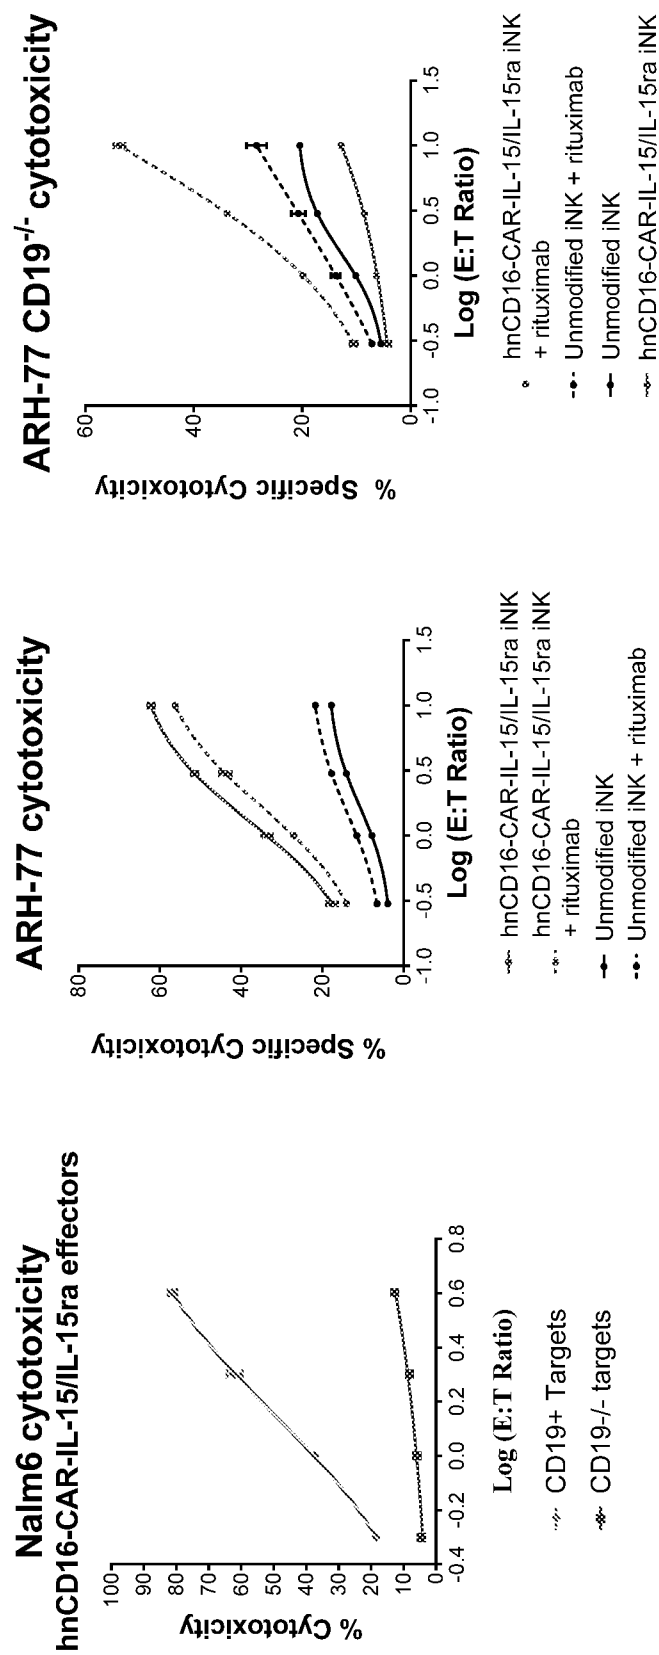 Nalm6 cytotoxicity
hnCD16-CAR-IL-15/IL-15ra effectors
% Cytotoxicity
100
90
80
70
60
50
40
30
20
10
0
-0.4
-0.2
0.0
0.2
0.4
0.6
0.8
Log (E:T Ratio)
CD19+ Targets
CD19-/- targets
ARH-77 cytotoxicity
% Specific Cytotoxicity
80
60
40
20
0
-1.0
-0.5
0.0
0.5
1.0
1.5
Log (E:T Ratio)
hnCD16-CAR-IL-15/IL-15ra iNK
hnCD16-CAR-IL-15/IL-15ra iNK
+ rituximab
Unmodified iNK
Unmodified iNK + rituximab
ARH-77 CD19-/- cytotoxicity
% Specific Cytotoxicity
60
40
20
0
-1.0
-0.5
0.0
0.5
1.0
1.5
Log (E:T Ratio)
hnCD16-CAR-IL-15/IL-15ra iNK
+ rituximab
Unmodified iNK + rituximab
Unmodified iNK
hnCD16-CAR-IL-15/IL-15ra iNK